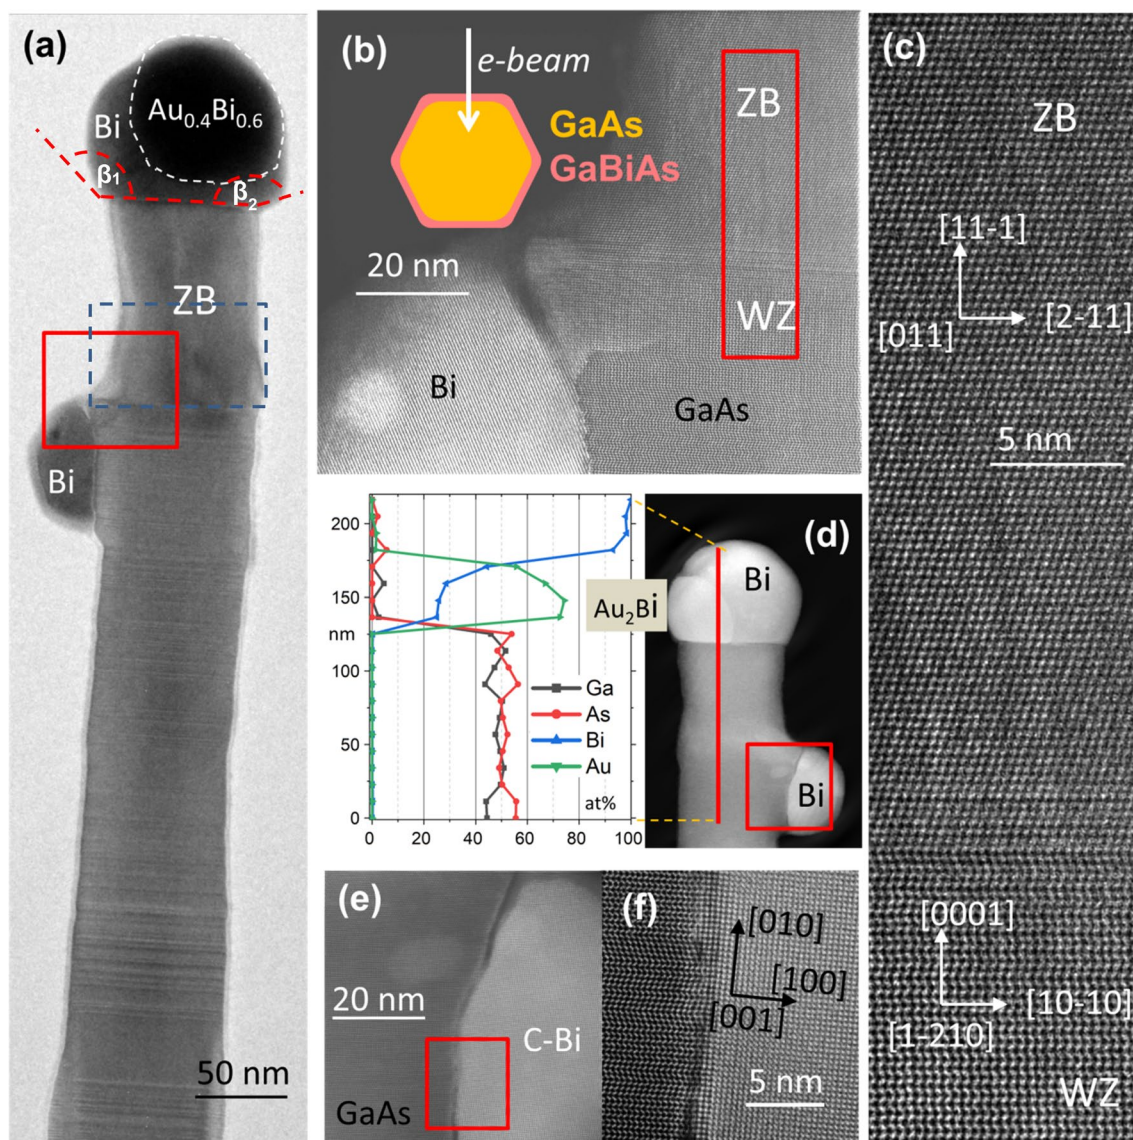 (a)
Au0.4Bi0.6
Bi
β1
β2
ZB
Bi
50 nm
(b)
e-beam
GaAs
GaBiAs
20 nm
ZB
WZ
Bi
GaAs
(c)
ZB
[11-1]
[2-11]
[011]
5 nm
[0001]
[10-10]
[1-210]
WZ
200
150
nm
100
50
0
0 20 40 60 80 100
Ga
As
Bi
Au
at%
Au2Bi
(d)
Bi
Bi
(e)
20 nm
C-Bi
GaAs
(f)
[010]
[100]
[001]
5 nm